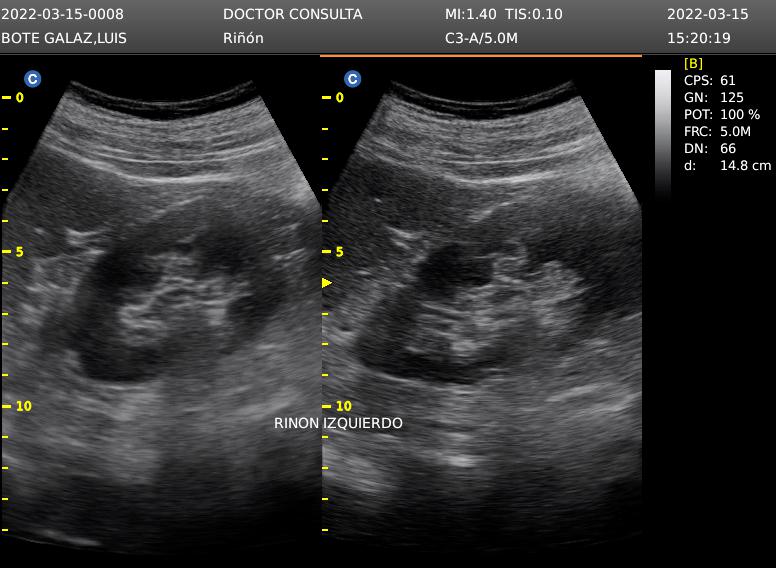 2022-03-15-0008 DOCTOR CONSULTA MI:1.40 TIS:0.10 2022-03-15
BOTE GALAZ,LUIS Riñón C3-A/5.0M 15:20:19
[B]
CPS: 61
GN: 125
POT: 100 %
FRC: 5.0M
DN: 66
d: 14.8 cm
C C
0 0
5 5
10 10
RINON IZQUIERDO